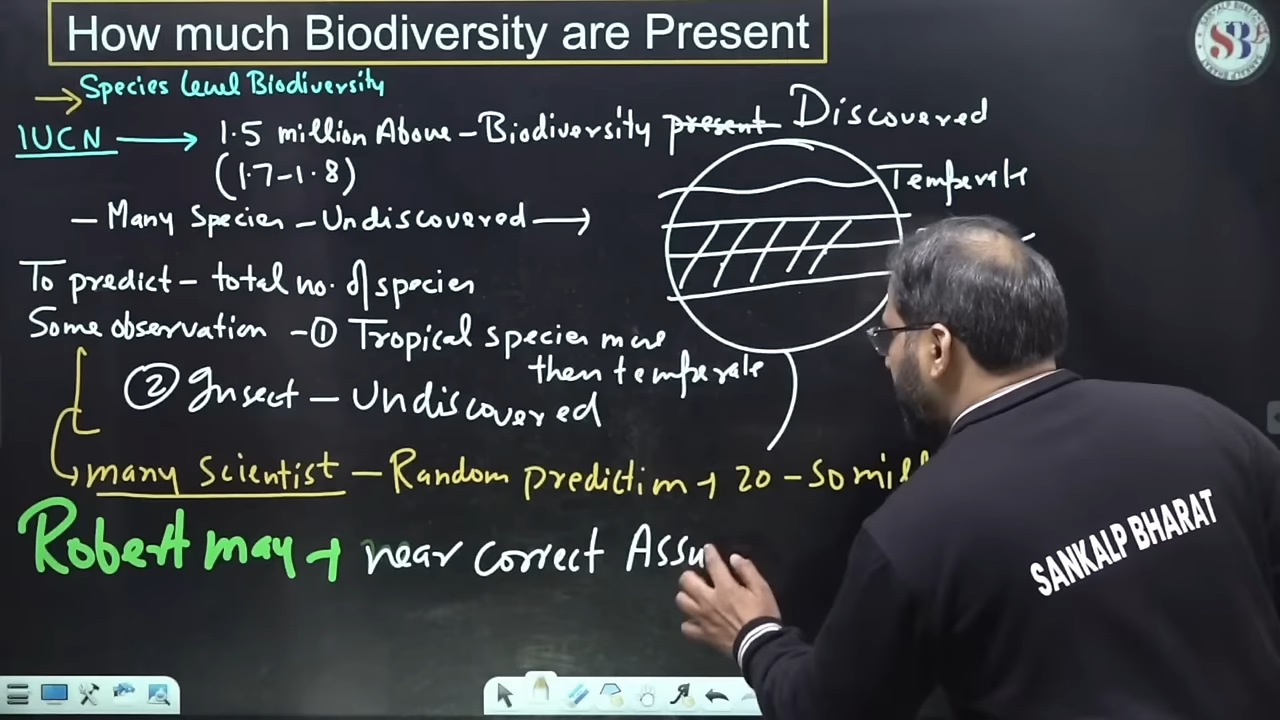 How much Biodiversity are Present
SB
→ Species level Biodiversity
IUCN → 1.5 million Above - Biodiversity present Discovered
(1.7-1.8)
Temperate
- Many Species - Undiscovered →
To predict - total no. of species
Some observation - ① Tropical species more
then temperate
② Insect - Undiscovered
many Scientist - Random prediction → 20 - 50 mill
Robert may → near correct Assu
SANKALP BHARAT